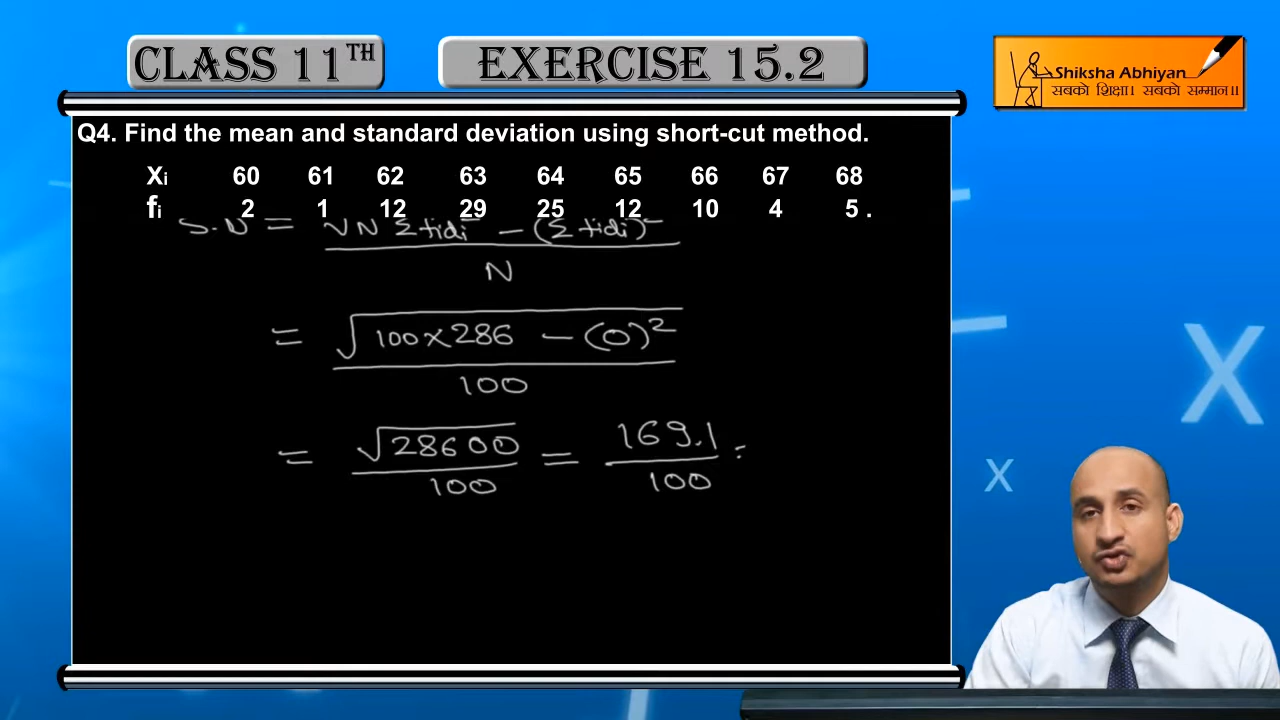 CLASS 11TH EXERCISE 15.2
Shiksha Abhiyan
सबको शिक्षा। सबको सम्मान॥
Q4. Find the mean and standard deviation using short-cut method.
Xi 60 61 62 63 64 65 66 67 68
fi 2 1 12 29 25 12 10 4 5 .
S.D = √N Σfidi² - (Σfidi)²
N
= √100×286 - (0)²
100
= √28600 = 169.1 =
100 100
X
X